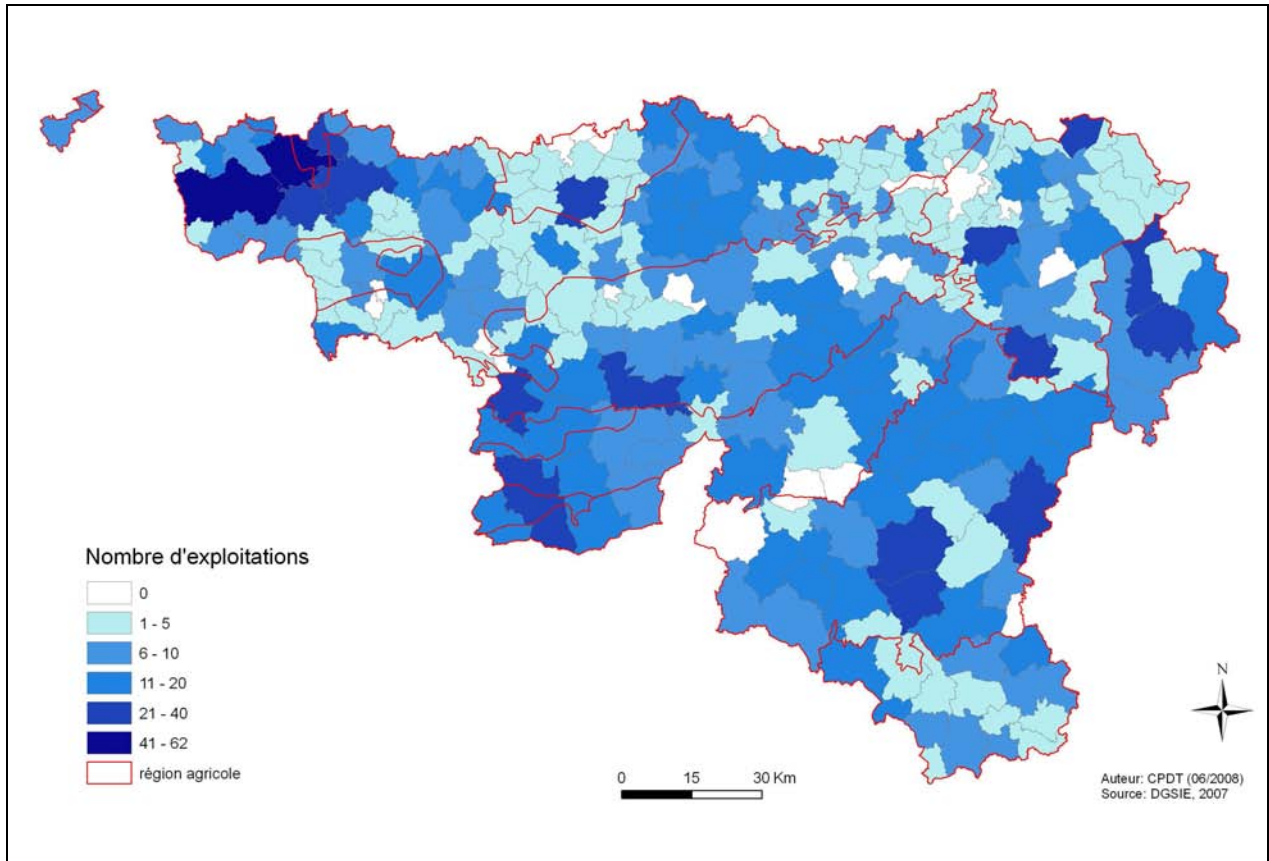 Nombre d'exploitations
0
1 - 5
6 - 10
11 - 20
21 - 40
41 - 62
région agricole
0 15 30 Km
N
Auteur: CPDT (06/2008)
Source: DGSIE, 2007